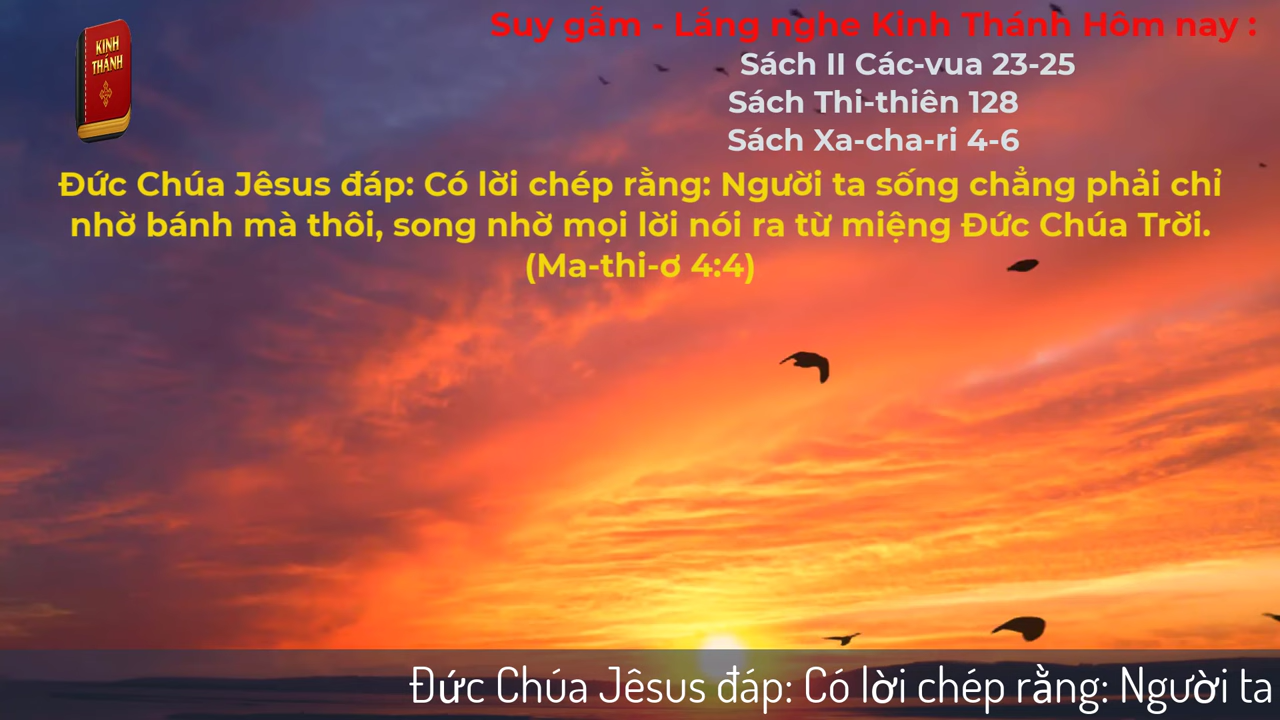 KINH
THÁNH
Suy gẫm - Lắng nghe Kinh Thánh Hôm nay :
Sách II Các-vua 23-25
Sách Thi-thiên 128
Sách Xa-cha-ri 4-6
Đức Chúa Jêsus đáp: Có lời chép rằng: Người ta sống chẳng phải chỉ
nhờ bánh mà thôi, song nhờ mọi lời nói ra từ miệng Đức Chúa Trời.
(Ma-thi-ơ 4:4)
Đức Chúa Jêsus đáp: Có lời chép rằng: Người ta